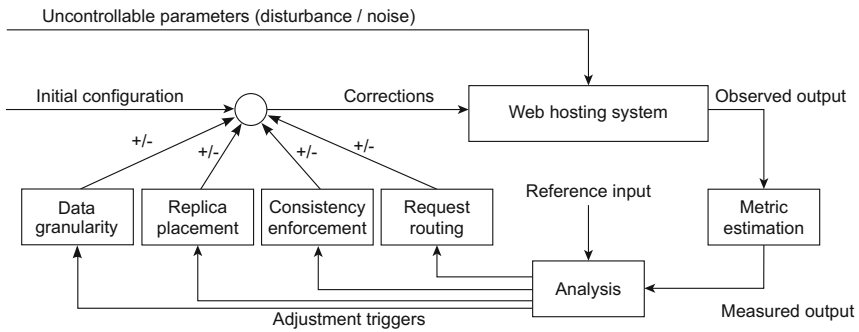 Uncontrollable parameters (disturbance / noise)
Initial configuration
Corrections
Web hosting system
Observed output
+/-
+/-
+/-
+/-
Reference input
Data
granularity
Replica
placement
Consistency
enforcement
Request
routing
Metric
estimation
Analysis
Adjustment triggers
Measured output